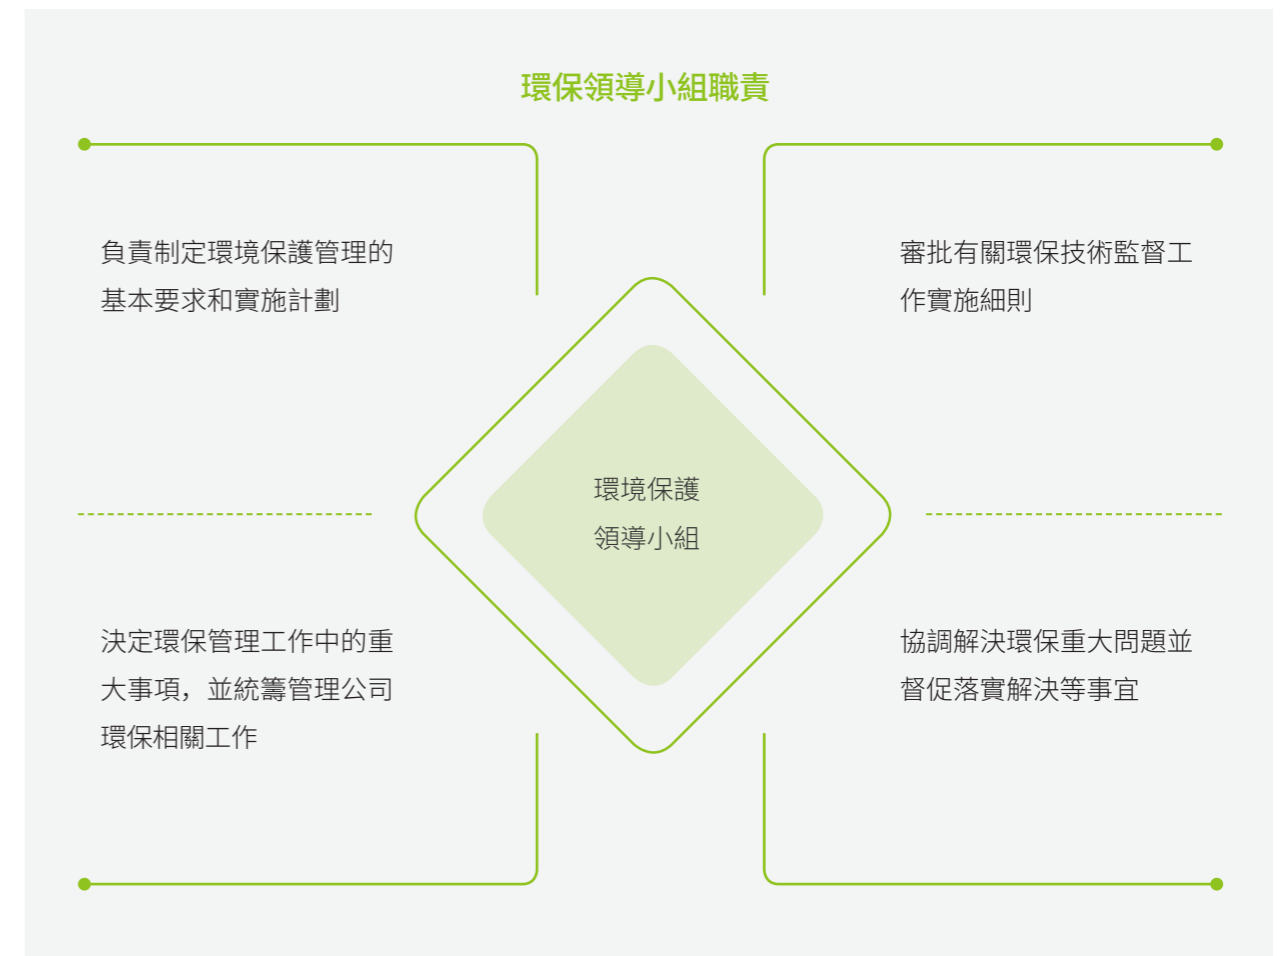 環保領導小組職責
負責制定環境保護管理的
基本要求和實施計劃
審批有關環保技術監督工
作實施細則
環境保護
領導小組
決定環保管理工作中的重
大事項，並統籌管理公司
環保相關工作
協調解決環保重大問題並
督促落實解決等事宜